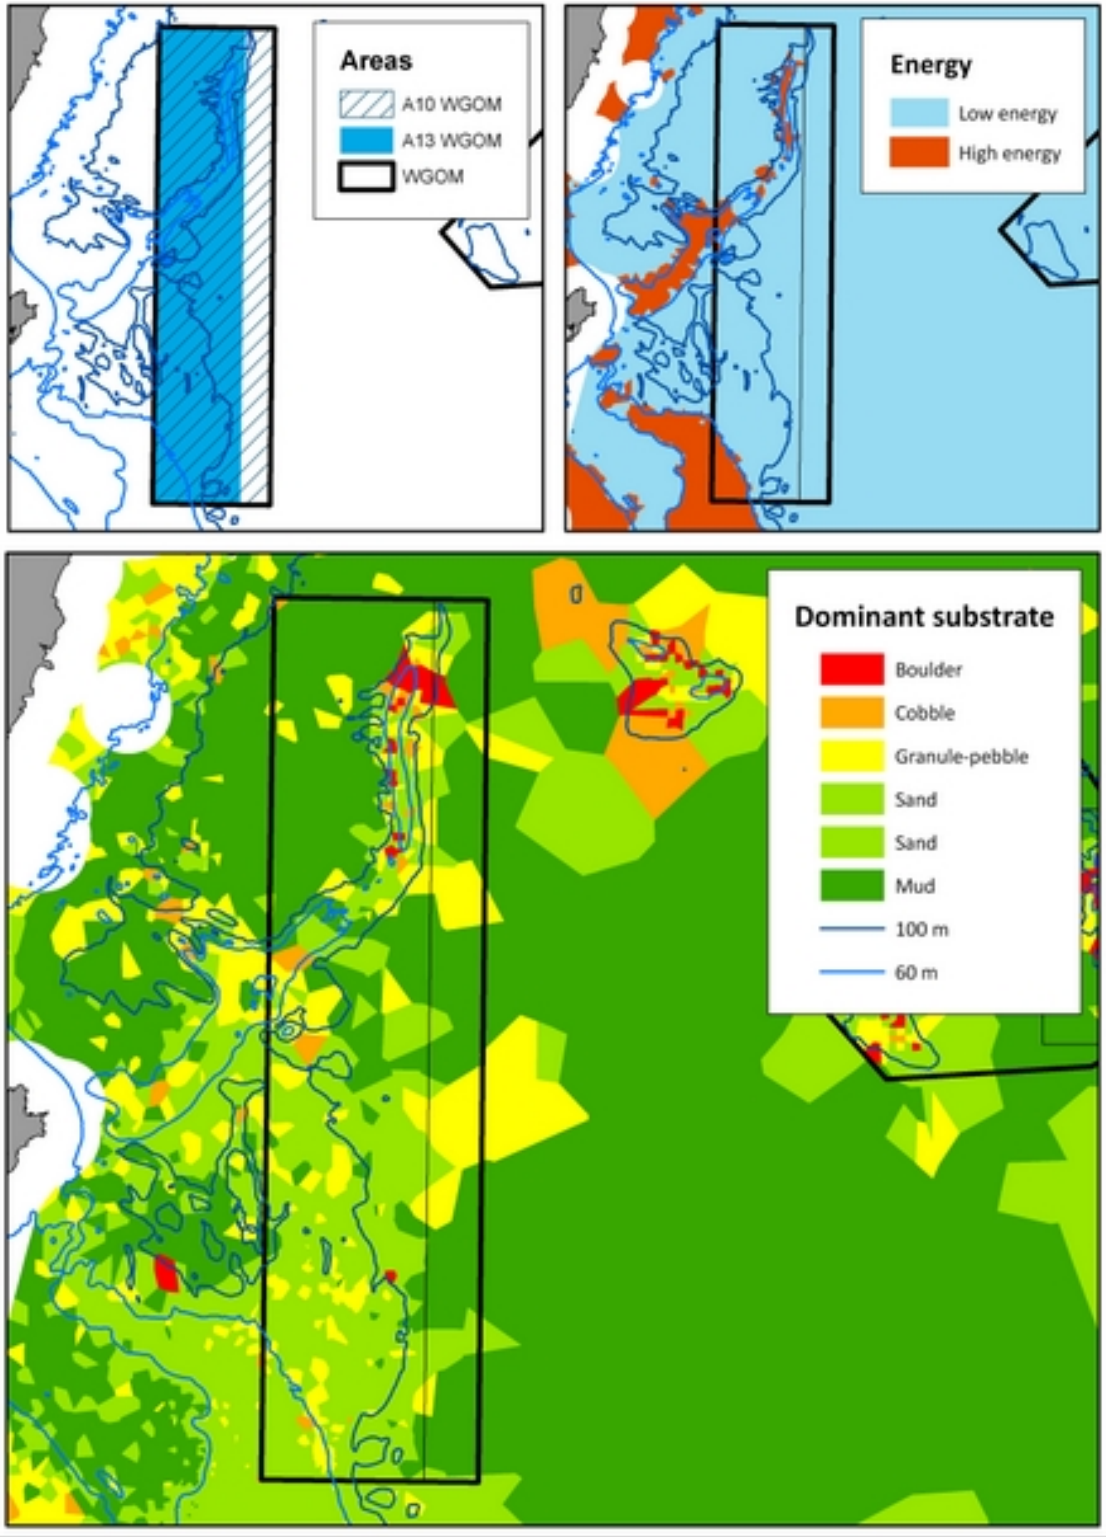 Areas
A10 WGOM
A13 WGOM
WGOM
Energy
Low energy
High energy
Dominant substrate
Boulder
Cobble
Granule-pebble
Sand
Sand
Mud
100 m
60 m